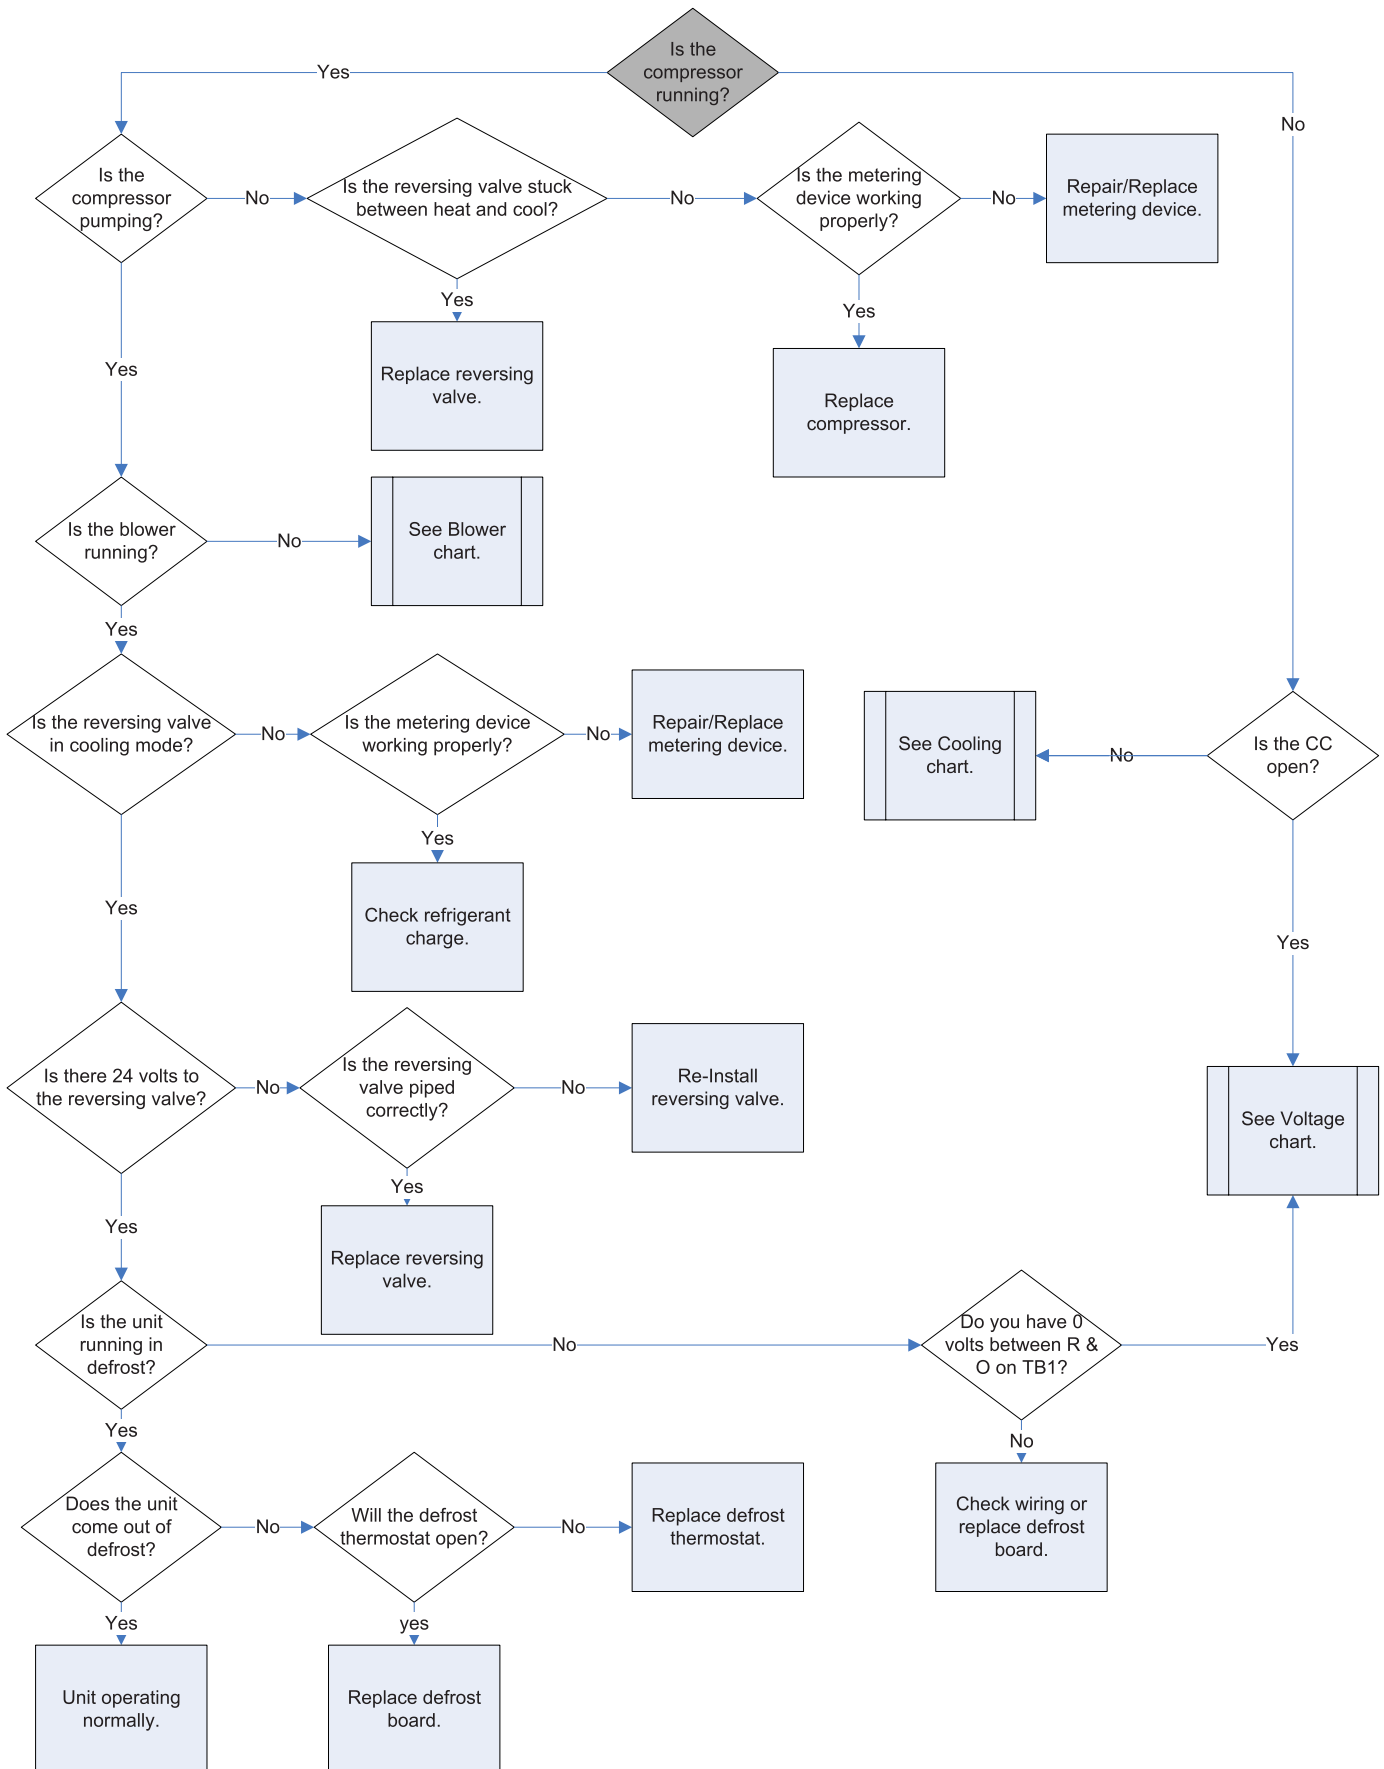 Is the
compressor
running?
Yes
No
Is the
compressor
pumping?
No
Is the reversing valve stuck
between heat and cool?
No
Is the metering
device working
properly?
No
Repair/Replace
metering device.
Yes
Replace reversing
valve.
Yes
Replace
compressor.
Yes
Is the blower
running?
No
See Blower
chart.
Yes
Is the reversing valve
in cooling mode?
No
Is the metering device
working properly?
No
Repair/Replace
metering device.
See Cooling
chart.
No
Is the CC
open?
Yes
Check refrigerant
charge.
Yes
Yes
Is there 24 volts to
the reversing valve?
No
Is the reversing
valve piped
correctly?
No
Re-Install
reversing valve.
See Voltage
chart.
Yes
Replace reversing
valve.
Yes
Is the unit
running in
defrost?
No
Do you have 0
volts between R &
O on TB1?
Yes
No
Check wiring or
replace defrost
board.
Yes
Does the unit
come out of
defrost?
No
Will the defrost
thermostat open?
No
Replace defrost
thermostat.
Yes
Unit operating
normally.
yes
Replace defrost
board.